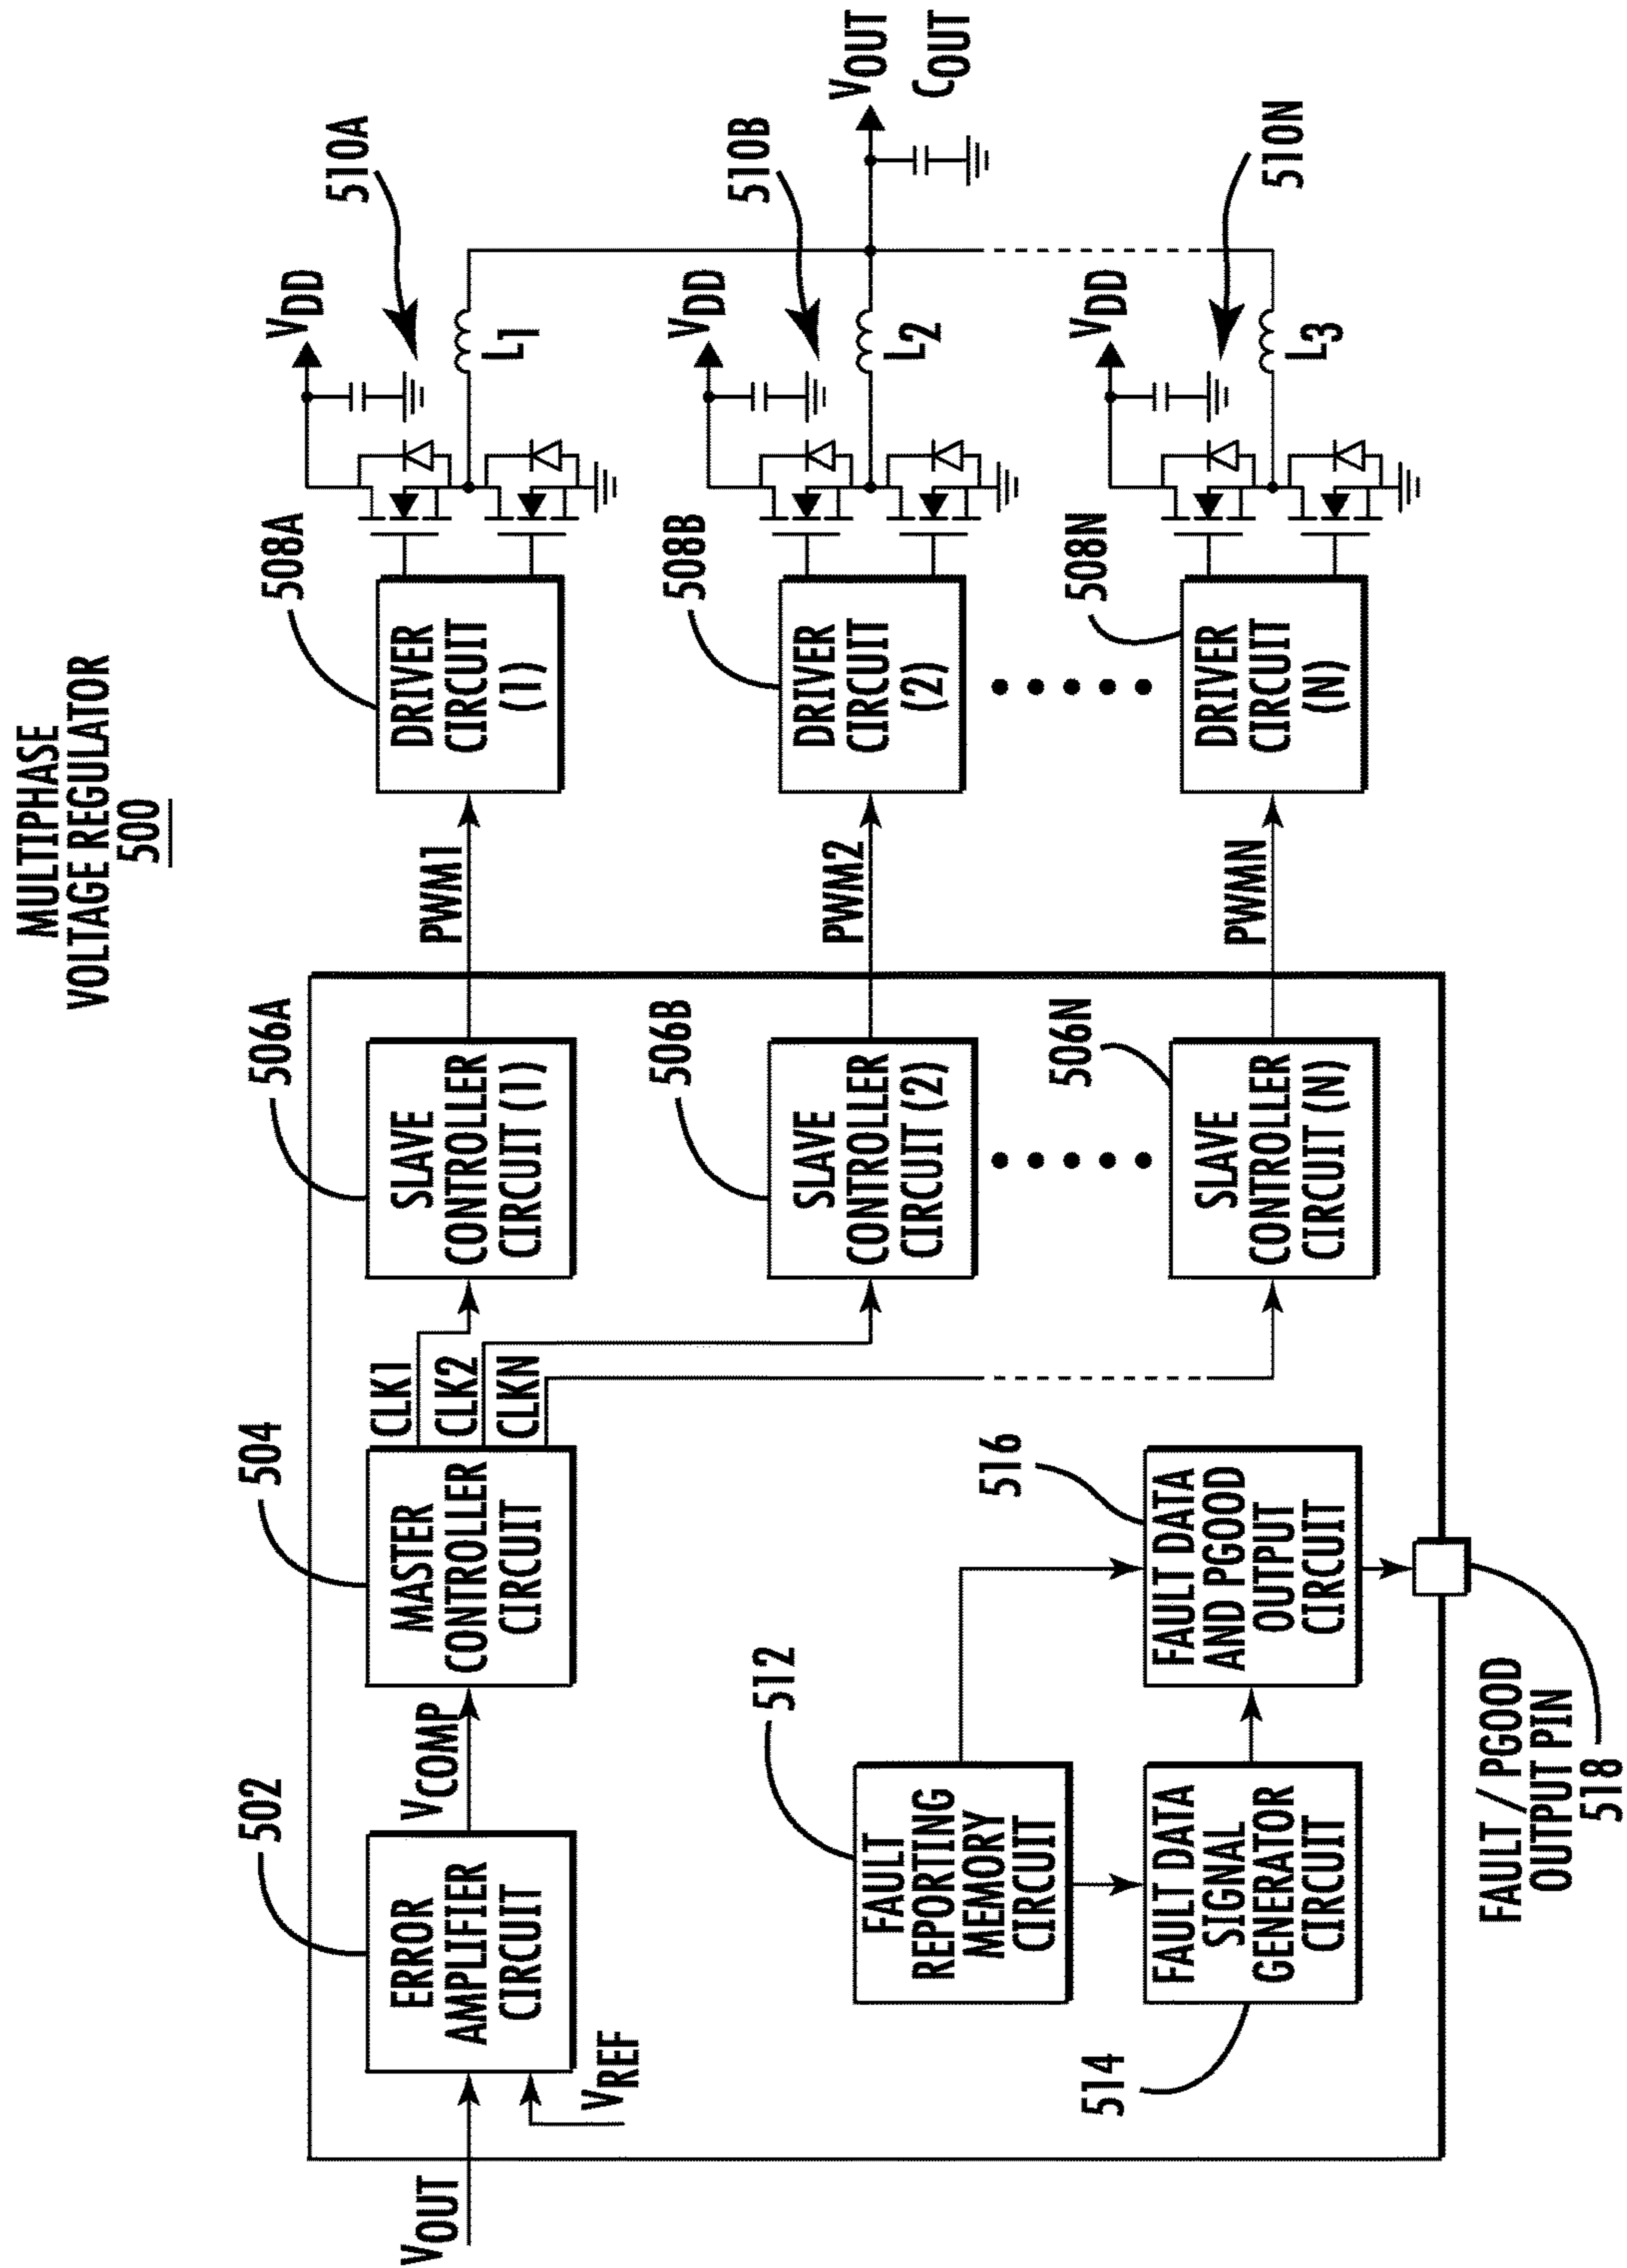 MULTIPHASE
VOLTAGE REGULATOR
500
VOUT
VREF
502
ERROR
AMPLIFIER
CIRCUIT
VCOMP
504
MASTER
CONTROLLER
CIRCUIT
CLK1
CLK2
CLKN
506A
SLAVE
CONTROLLER
CIRCUIT (1)
PWM1
508A
DRIVER
CIRCUIT
(1)
VDD
510A
L1
506B
SLAVE
CONTROLLER
CIRCUIT (2)
PWM2
508B
DRIVER
CIRCUIT
(2)
VDD
510B
L2
VOUT
COUT
506N
SLAVE
CONTROLLER
CIRCUIT (N)
PWMN
508N
DRIVER
CIRCUIT
(N)
VDD
510N
L3
512
FAULT
REPORTING
MEMORY
CIRCUIT
514
FAULT DATA
SIGNAL
GENERATOR
CIRCUIT
516
FAULT DATA
AND PGOOD
OUTPUT
CIRCUIT
FAULT / PGOOD
OUTPUT PIN
518